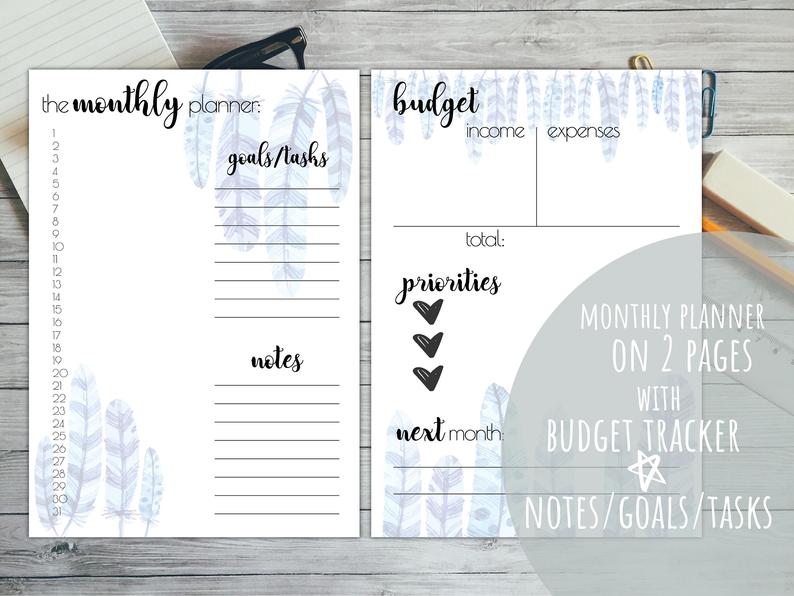 the monthly planner:
1
2
3
4
5
6
7
8
9
10
11
12
13
14
15
16
17
18
19
20
21
22
23
24
25
26
27
28
29
30
31
goals/tasks
notes
budget
income expenses
total:
priorities
next month:
MONTHLY PLANNER
ON 2 PAGES
WITH
BUDGET TRACKER
NOTES/GOALS/TASKS